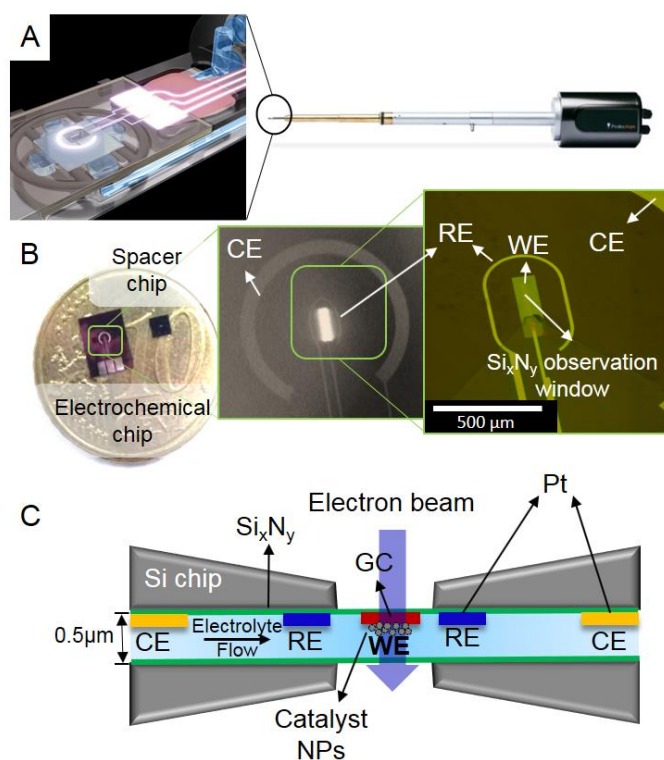 A
B
Spacer
chip
Electrochemical
chip
CE
RE
WE
CE
SixNy observation
window
500 µm
C
Electron beam
Pt
SixNy
GC
Si chip
0.5µm
CE
Electrolyte
Flow
RE
WE
RE
CE
Catalyst
NPs